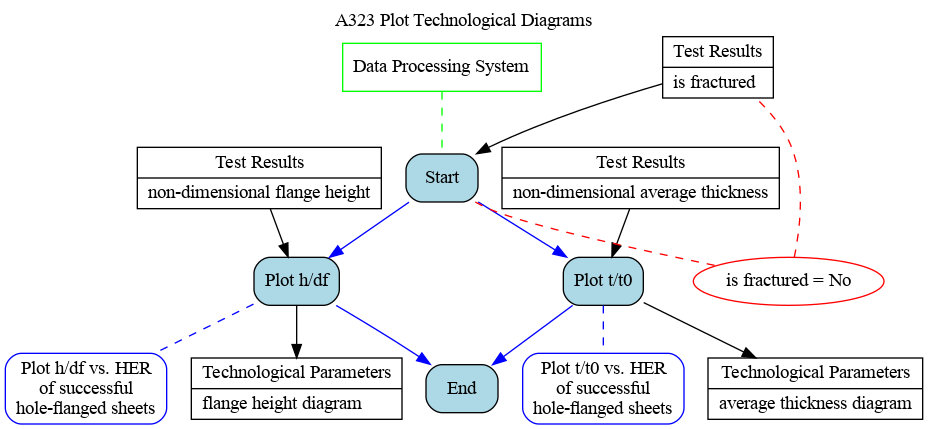 A323 Plot Technological Diagrams
Data Processing System
Test Results
is fractured
Test Results
non-dimensional flange height
Start
Test Results
non-dimensional average thickness
Plot h/df
Plot t/t0
is fractured = No
Plot h/df vs. HER
of successful
hole-flanged sheets
Technological Parameters
flange height diagram
End
Plot t/t0 vs. HER
of successful
hole-flanged sheets
Technological Parameters
average thickness diagram